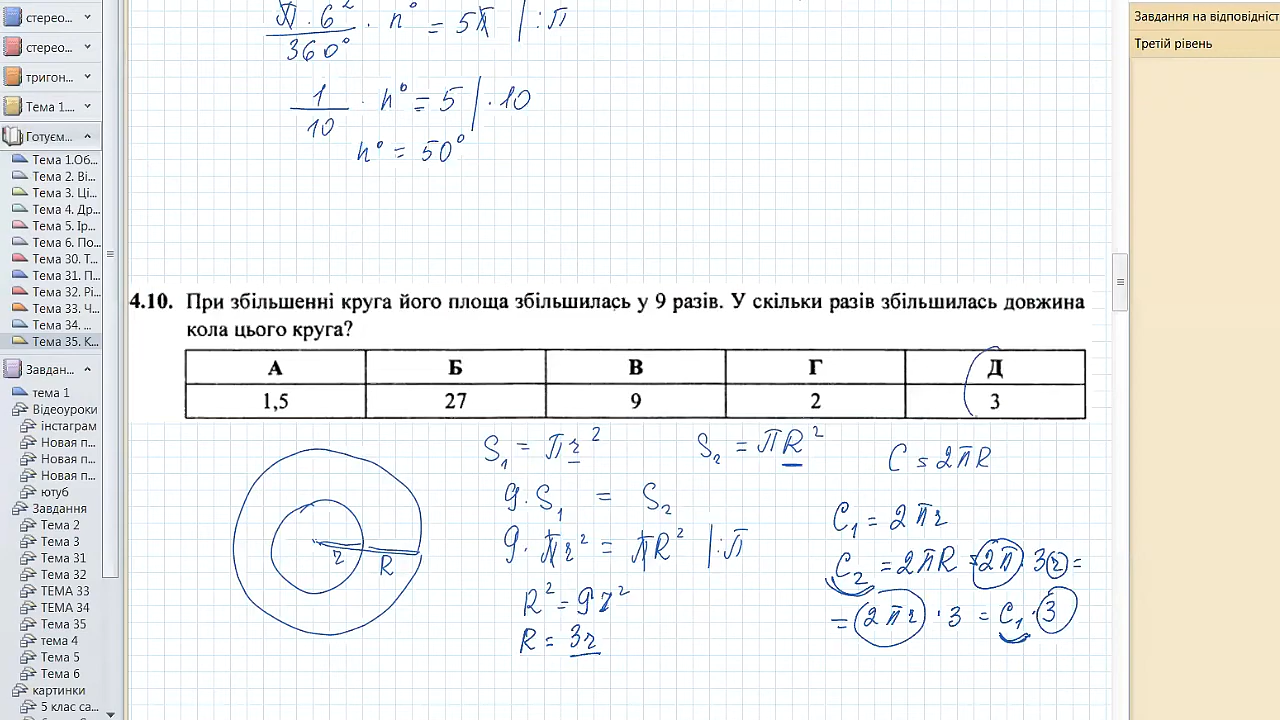 стерео...
стерео...
тригон...
Тема 1....
Готуєм...
Тема 1.Об...
Тема 2. Ві...
Тема 3. Ці...
Тема 4. Др...
Тема 5. Ір...
Тема 6. По...
Тема 30. Т...
Тема 31. П...
Тема 32. Рі...
Тема 33. Ч...
Тема 34. ...
Тема 35. К...
Завдан...
тема 1
Відеоуроки
інстаграм
Новая п...
Новая п...
Новая п...
ютуб
Завдання
Тема 2
Тема 3
Тема 31
Тема 32
ТЕМА 33
ТЕМА 34
Тема 35
тема 4
Тема 5
Тема 6
картинки
5 клас са...
π · 6² / 360° · n° = 5π | : π
1/10 · n° = 5 | · 10
n° = 50°
4.10. При збільшенні круга його площа збільшилась у 9 разів. У скільки разів збільшилась довжина
кола цього круга?
А Б В Г Д
1,5 27 9 2 3
r R
S₁ = πr² S₂ = πR²
9 · S₁ = S₂
9 · πr² = πR² | : π
R² = 9r²
R = 3r
C = 2πR
C₁ = 2πr
C₂ = 2πR = 2π · 3r =
= 2πr · 3 = C₁ · 3
Завдання на відповідніст
Третій рівень